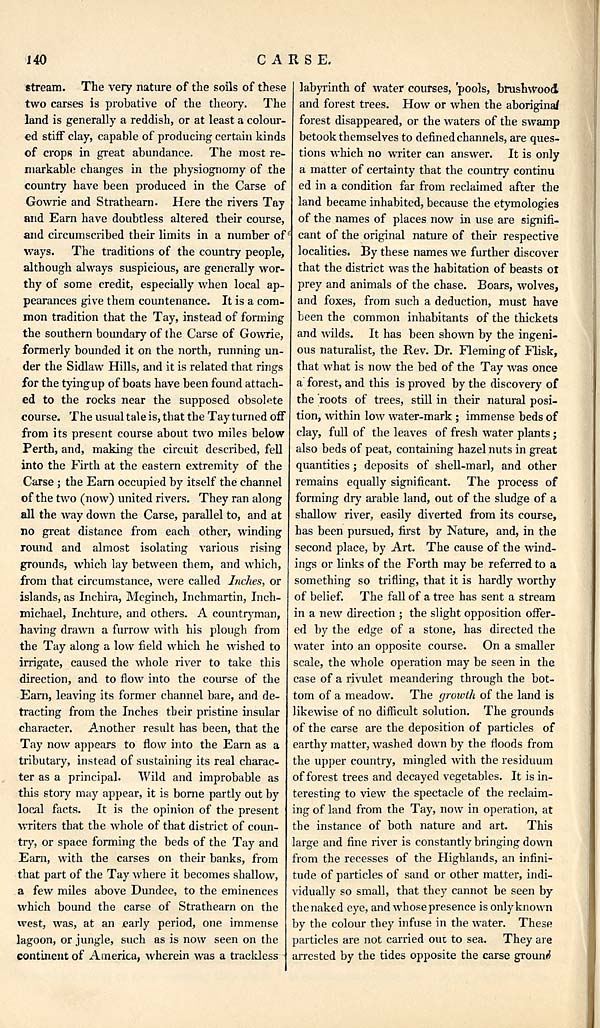 140
CARSE.
stream. The very nature of the soils of these
two carses is probative of the theory. The
land is generally a reddish, or at least a colour-
ed stiff clay, capable of producing certain kinds
of crops in great abundance. The most re-
markable changes in the physiognomy of the
country have been produced in the Carse of
Gowrie and Strathearn. Here the rivers Tay
and Earn have doubtless altered their course,
and circumscribed their limits in a number of
ways. The traditions of the country people,
although always suspicious, are generally wor-
thy of some credit, especially when local ap-
pearances give them countenance. It is a com-
mon tradition that the Tay, instead of forming
the southern boundary of the Carse of Gowrie,
formerly bounded it on the north, running un-
der the Sidlaw Hills, and it is related that rings
for the tying up of boats have been found attach-
ed to the rocks near the supposed obsolete
course. The usual tale is, that the Tay turned off
from its present course about two miles below
Perth, and, making the circuit described, fell
into the Firth at the eastern extremity of the
Carse; the Earn occupied by itself the channel
of the two (now) united rivers. They ran along
all the way down the Carse, parallel to, and at
no great distance from each other, winding
round and almost isolating various rising
grounds, which lay between them, and which,
from that circumstance, were called Inches, or
islands, as Inchira, Meginch, Inchmartin, Inch-
michael, Inchture, and others. A countryman,
having drawn a furrow with his plough from
the Tay along a low field which he wished to
irrigate, caused the whole river to take this
direction, and to flow into the course of the
Earn, leaving its former channel bare, and de-
tracting from the Inches their pristine insular
character. Another result has been, that the
Tay now appears to flow into the Earn as a
tributary, instead of sustaining its real charac-
ter as a principal. Wild and improbable as
this story may appear, it is borne partly out by
local facts. It is the opinion of the present
writers that the whole of that district of coun-
try, or space forming the beds of the Tay and
Earn, with the carses on their banks, from
that part of the Tay where it becomes shallow,
a few miles above Dundee, to the eminences
which bound the carse of Strathearn on the
west, was, at an early period, one immense
lagoon, or jungle, such as is now seen on the
continent of America, wherein was a trackless
labyrinth of water courses, pools, brushwood
and forest trees. How or when the aboriginal
forest disappeared, or the waters of the swamp
betook themselves to defined channels, are ques-
tions which no writer can answer. It is only
a matter of certainty that the country continu
ed in a condition far from reclaimed after the
land became inhabited, because the etymologies
of the names of places now in use are signifi-
cant of the original nature of their respective
localities. By these names we further discover
that the district was the habitation of beasts of
prey and animals of the chase. Boars, wolves,
and foxes, from such a deduction, must have
been the common inhabitants of the thickets
and wilds. It has been shown by the ingeni-
ous naturalist, the Rev. Dr. Fleming of Flisk,
that what is now the bed of the Tay was once
a forest, and this is proved by the discovery of
the roots of trees, still in their natural posi-
tion, within low water-mark; immense beds of
clay, full of the leaves of fresh water plants;
also beds of peat, containing hazel nuts in great
quantities; deposits of shell-marl, and other
remains equally significant. The process of
forming dry arable land, out of the sludge of a
shallow river, easily diverted from its course,
has been pursued, first by Nature, and, in the
second place, by Art. The cause of the wind-
ings or links of the Forth may be referred to a
something so trifling, that it is hardly worthy
of belief. The fall of a tree has sent a stream
in a new direction; the slight opposition offer-
ed by the edge of a stone, has directed the
water into an opposite course. On a smaller
scale, the whole operation may be seen in the
case of a rivulet meandering through the bot-
tom of a meadow. The growth of the land is
likewise of no difficult solution. The grounds
of the carse are the deposition of particles of
earthy matter, washed down by the floods from
the upper country, mingled with the residuum
of forest trees and decayed vegetables. It is in-
teresting to view the spectacle of the reclaim-
ing of land from the Tay, now in operation, at
the instance of both nature and art. This
large and fine river is constantly bringing down
from the recesses of the Highlands, an infini-
tude of particles of sand or other matter, indi-
vidually so small, that they cannot be seen by
the naked eye, and whose presence is only known
by the colour they infuse in the water. These
particles are not carried out to sea. They are
arrested by the tides opposite the carse ground